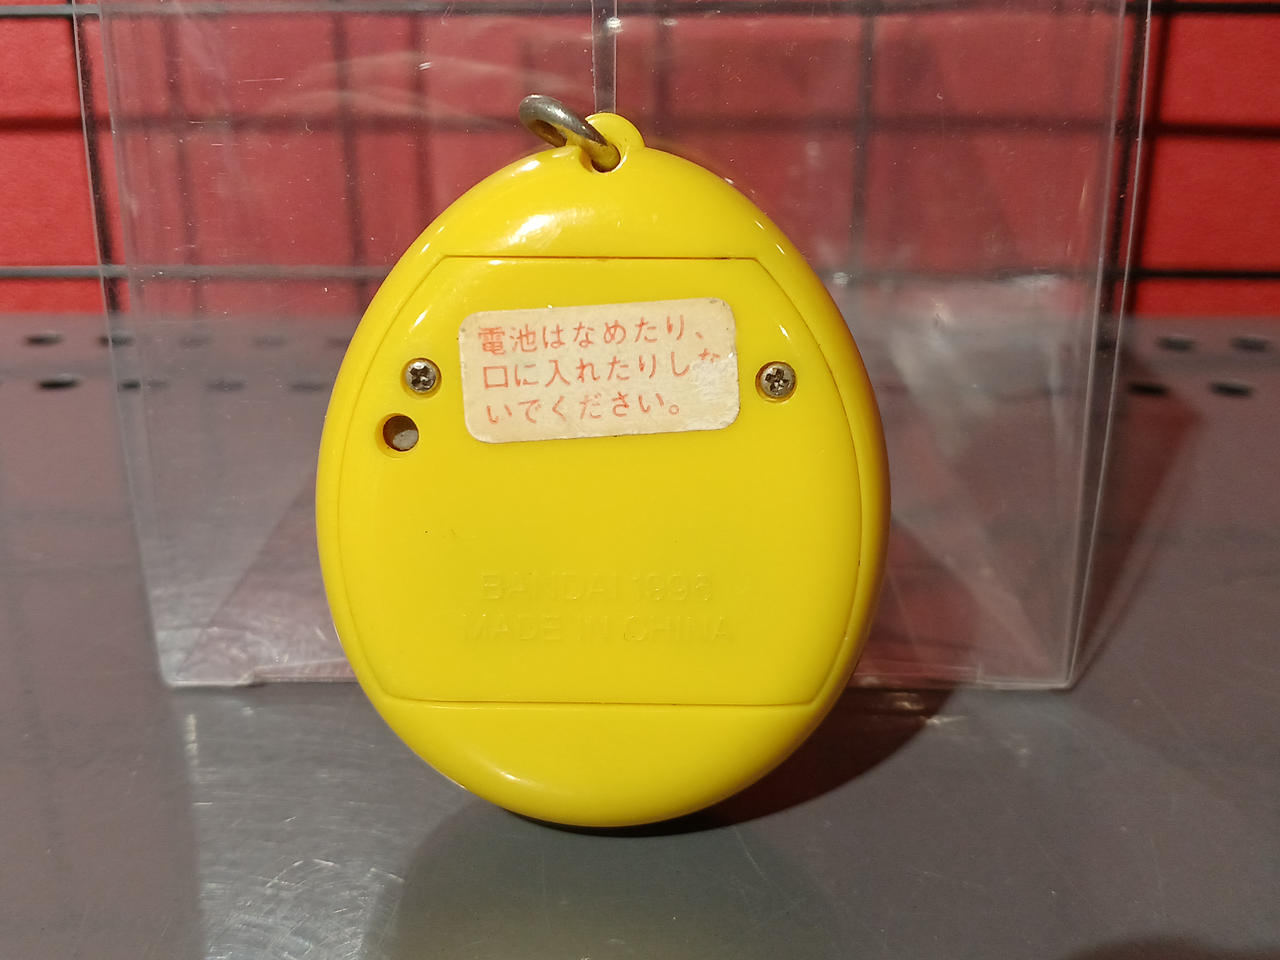 電池はなめたり、
口に入れたりしな
いでください。
BANDAI 1996
MADE IN CHINA